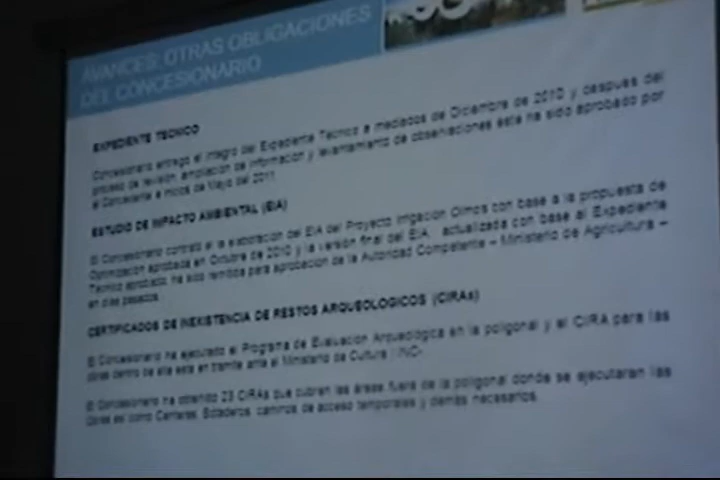 AVANCES: OTRAS OBLIGACIONES
DEL CONCESIONARIO
EXPEDIENTE TECNICO
Concesionario entrego el integro del Expediente Tecnico a mediados de Diciembre de 2010 y despues del
proceso de revisión, ampliación de información y levantamiento de observaciones éste ha sido aprobado por
el Concedente a inicios de Mayo del 2011
ESTUDIO DE IMPACTO AMBIENTAL (EIA)
El Concesionario contrató la elaboración del EIA del Proyecto Irrigación Olmos con base a la propuesta de
Optimización aprobada en Octubre de 2010 y la versión final del EIA, actualizada con base al Expediente
Técnico aprobado, ha sido remitida para aprobación de la Autoridad Competente – Ministerio de Agricultura –
en días pasados.
CERTIFICADOS DE INEXISTENCIA DE RESTOS ARQUEOLOGICOS (CIRAs)
El Concesionario ha ejecutado el Programa de Evaluación Arqueológica en la poligonal y el CIRA para las
obras dentro de ella está en trámite ante el Ministerio de Cultura INC
El Concesionario ha obtenido 23 CIRAs que cubren las áreas fuera de la poligonal donde se ejecutarán las
obras así como Canteras, Botaderos, caminos de acceso temporales y demás necesarios.